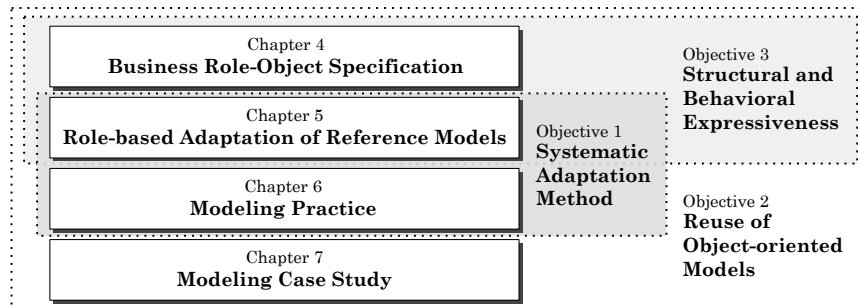 Chapter 4
Business Role-Object Specification
Chapter 5
Role-based Adaptation of Reference Models
Chapter 6
Modeling Practice
Chapter 7
Modeling Case Study
Objective 1
Systematic
Adaptation
Method
Objective 3
Structural and
Behavioral
Expressiveness
Objective 2
Reuse of
Object-oriented
Models